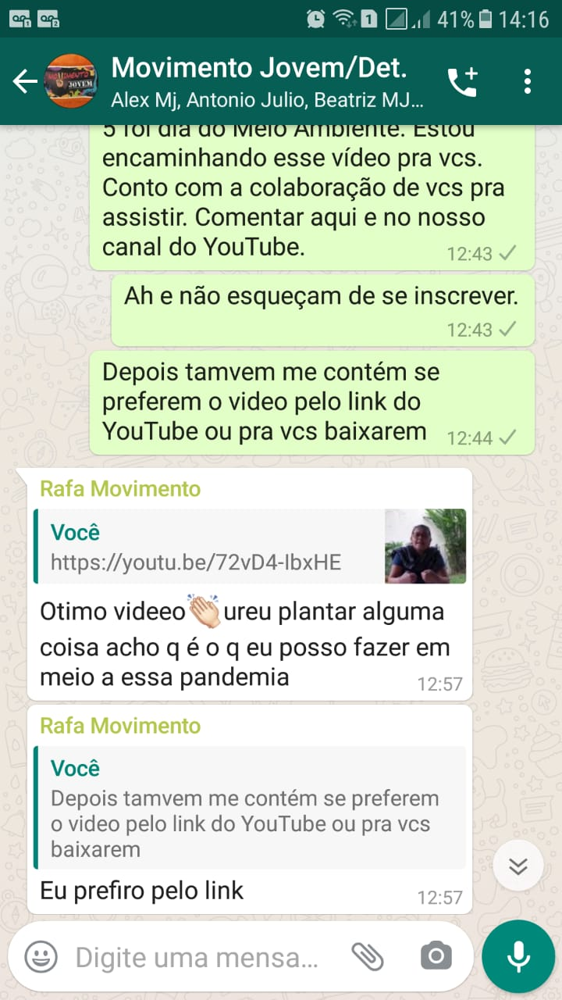 1 41% 14:16
Movimento Jovem/Det.
Alex Mj, Antonio Julio, Beatriz MJ...
5 foi dia do Meio Ambiente. Estou
encaminhando esse vídeo pra vcs.
Conto com a colaboração de vcs pra
assistir. Comentar aqui e no nosso
canal do YouTube.
12:43
Ah e não esqueçam de se inscrever.
12:43
Depois tamvem me contém se
preferem o video pelo link do
YouTube ou pra vcs baixarem
12:44
Rafa Movimento
Você
https://youtu.be/72vD4-IbxHE
Otimo videeo👏🏻ureu plantar alguma
coisa acho q é o q eu posso fazer em
meio a essa pandemia
12:57
Rafa Movimento
Você
Depois tamvem me contém se preferem
o video pelo link do YouTube ou pra vcs
baixarem
Eu prefiro pelo link
12:57
Digite uma mensa...